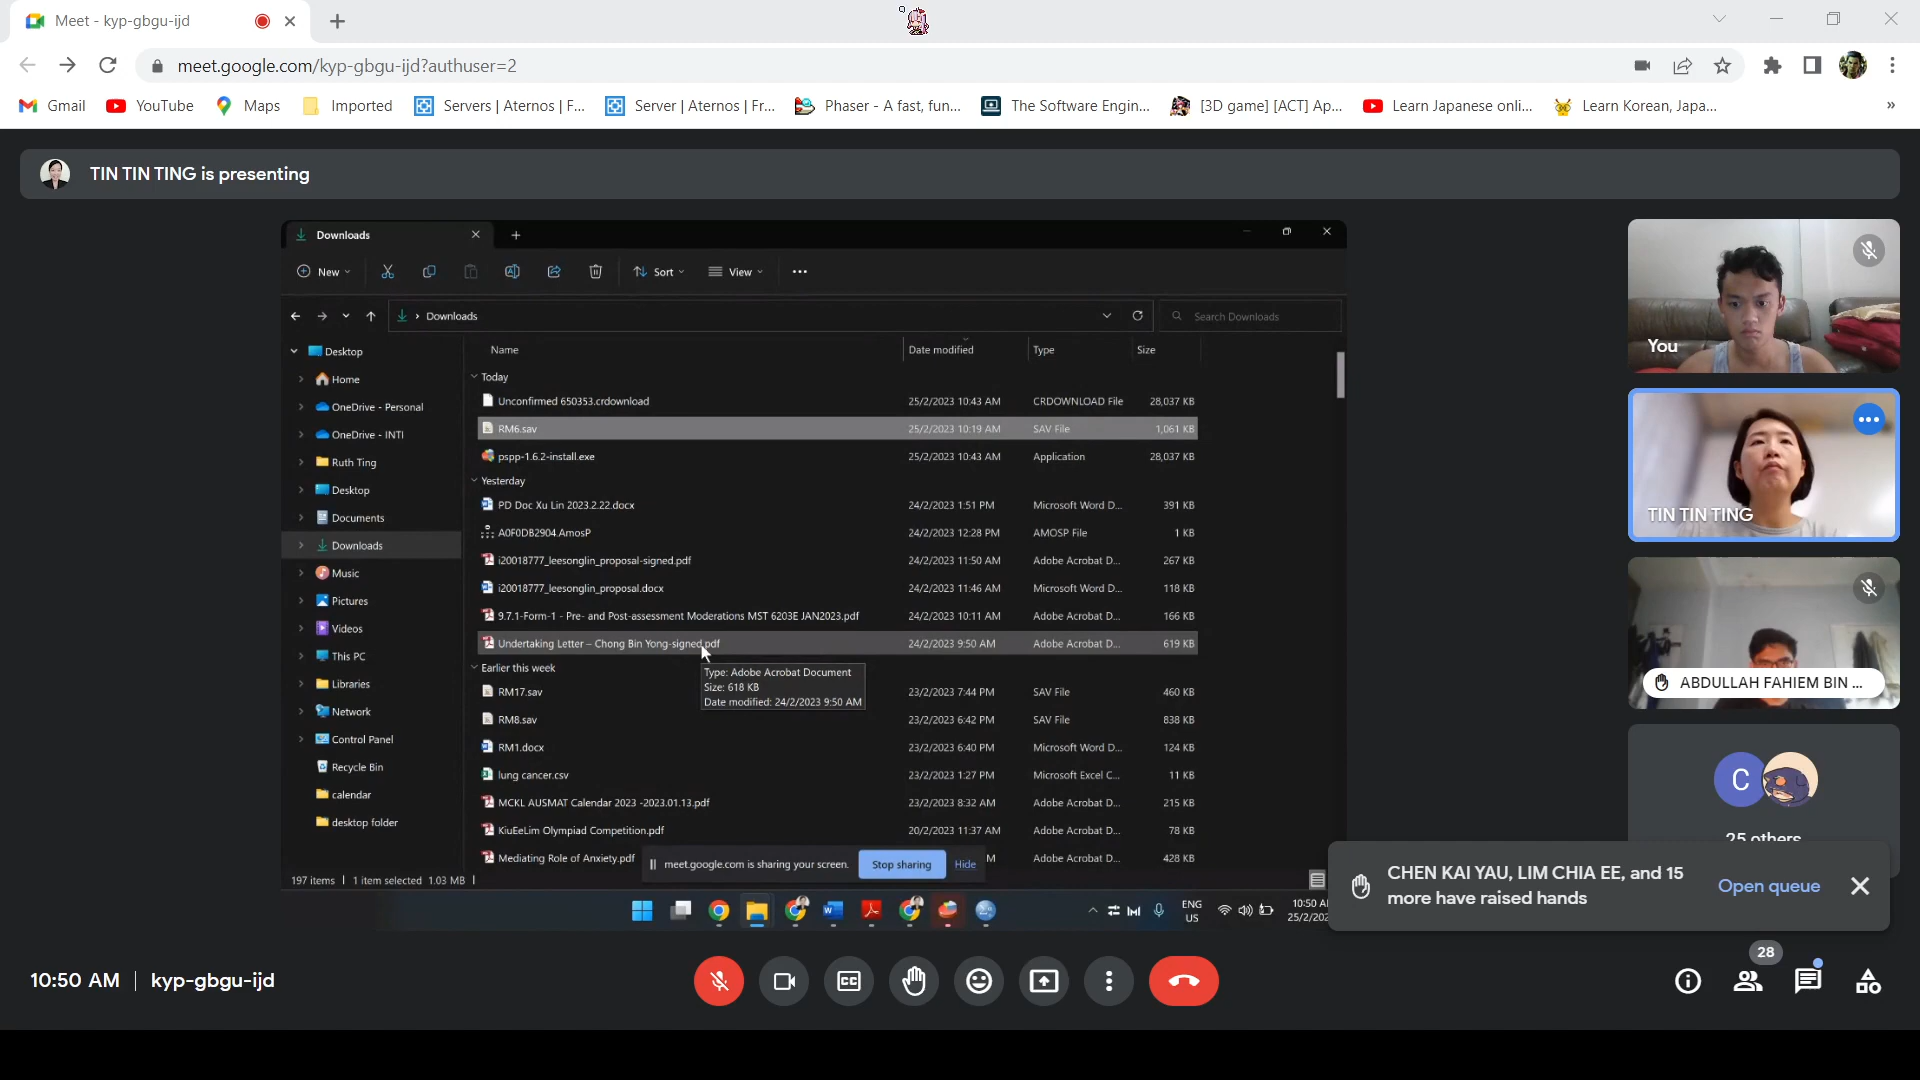 Meet - kyp-gbgu-ijd
meet.google.com/kyp-gbgu-ijd?authuser=2
Gmail YouTube Maps Imported Servers | Aternos | F... Server | Aternos | Fr... Phaser - A fast, fun... The Software Engin... [3D game] [ACT] Ap... Learn Japanese onli... Learn Korean, Japa... »
TIN TIN TING is presenting
Downloads
New Sort View
Downloads Search Downloads
Name Date modified Type Size
Desktop
Home
OneDrive - Personal
OneDrive - INTI
Ruth Ting
Desktop
Documents
Downloads
Music
Pictures
Videos
This PC
Libraries
Network
Control Panel
Recycle Bin
calendar
desktop folder
Today
Unconfirmed 650353.crdownload 25/2/2023 10:43 AM CRDOWNLOAD File 28,037 KB
RM6.sav 25/2/2023 10:19 AM SAV File 1,061 KB
pspp-1.6.2-install.exe 25/2/2023 10:43 AM Application 28,037 KB
Yesterday
PD Doc Xu Lin 2023.2.22.docx 24/2/2023 1:51 PM Microsoft Word D... 391 KB
A0F0DB2904.AmosP 24/2/2023 12:28 PM AMOSP File 1 KB
i20018777_leesonglin_proposal-signed.pdf 24/2/2023 11:50 AM Adobe Acrobat D... 267 KB
i20018777_leesonglin_proposal.docx 24/2/2023 11:46 AM Microsoft Word D... 118 KB
9.7.1-Form-1 - Pre- and Post-assessment Moderations MST 6203E JAN2023.pdf 24/2/2023 10:11 AM Adobe Acrobat D... 166 KB
Undertaking Letter – Chong Bin Yong-signed.pdf 24/2/2023 9:50 AM Adobe Acrobat D... 619 KB
Type: Adobe Acrobat Document
Size: 618 KB
Date modified: 24/2/2023 9:50 AM
Earlier this week
RM17.sav 23/2/2023 7:44 PM SAV File 460 KB
RM8.sav 23/2/2023 6:42 PM SAV File 838 KB
RM1.docx 23/2/2023 6:40 PM Microsoft Word D... 124 KB
lung cancer.csv 23/2/2023 1:27 PM Microsoft Excel C... 11 KB
MCKL AUSMAT Calendar 2023 -2023.01.13.pdf 23/2/2023 8:32 AM Adobe Acrobat D... 215 KB
KiuEeLim Olympiad Competition.pdf 20/2/2023 11:37 AM Adobe Acrobat D... 78 KB
Mediating Role of Anxiety.pdf M Adobe Acrobat D... 428 KB
meet.google.com is sharing your screen. Stop sharing Hide
197 items 1 item selected 1.03 MB
ENG
US
10:50 A
25/2/202
You
TIN TIN TING
ABDULLAH FAHIEM BIN ...
C
25 others
CHEN KAI YAU, LIM CHIA EE, and 15
more have raised hands
Open queue
10:50 AM kyp-gbgu-ijd
28